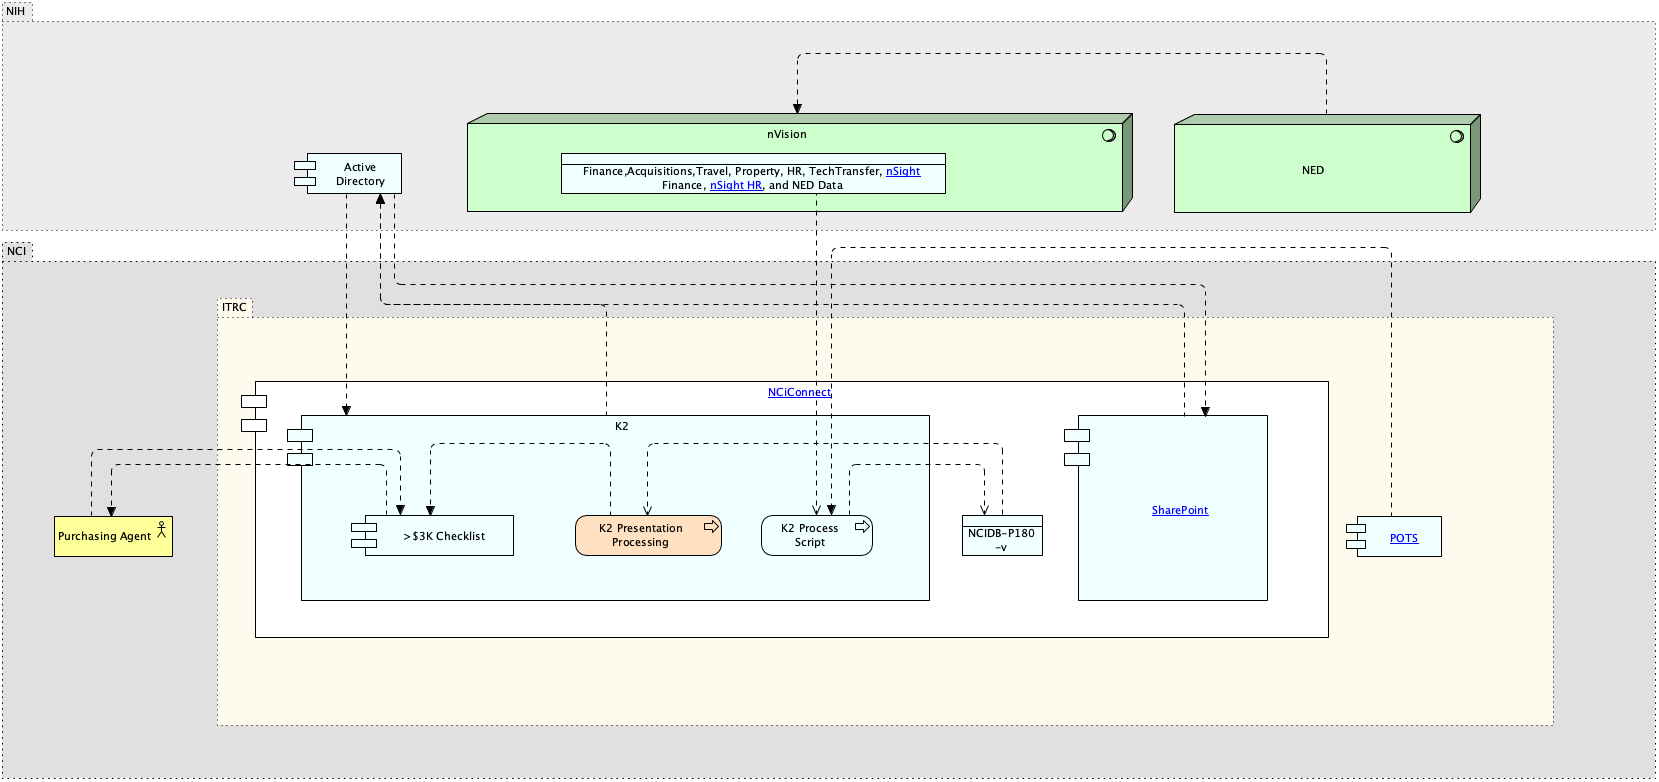 NIH
nVision
NED
Active
Directory
Finance,Acquisitions,Travel, Property, HR, TechTransfer, nSight
Finance, nSight HR, and NED Data
NCI
ITRC
NCiConnect
K2
Purchasing Agent
>$3K Checklist
K2 Presentation
Processing
K2 Process
Script
NCIDB-P180
-v
SharePoint
POTS